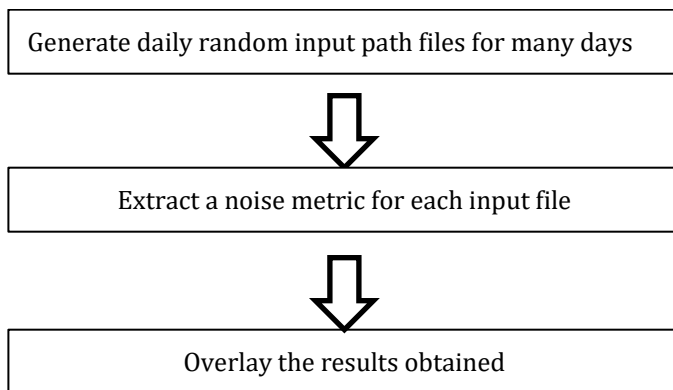 Generate daily random input path files for many days
Extract a noise metric for each input file
Overlay the results obtained